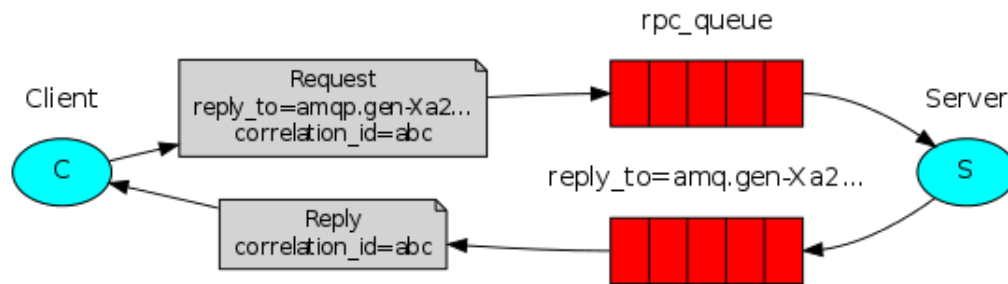 rpc_queue
Client
Request
reply_to=amqp.gen-Xa2...
correlation_id=abc
Server
C
S
reply_to=amq.gen-Xa2...
Reply
correlation_id=abc